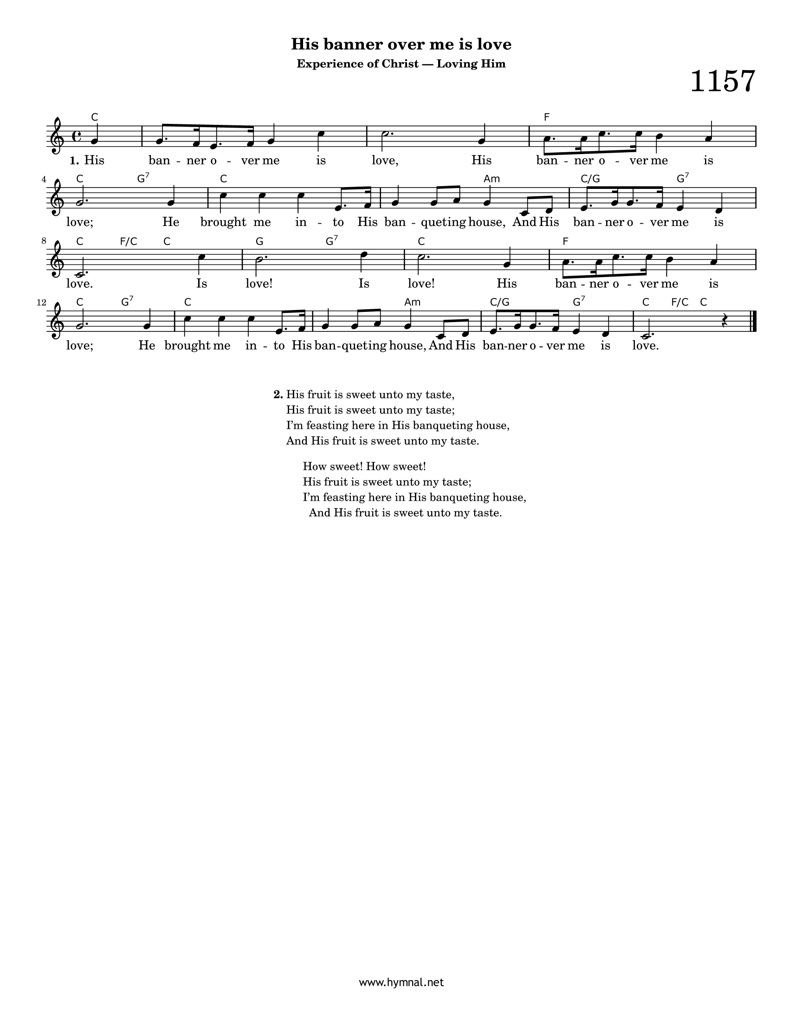 His banner over me is love
Experience of Christ — Loving Him
1157
C F
1. His ban - ner o - ver me is love, His ban - ner o - ver me is
4 C G7 C Am C/G G7
love; He brought me in - to His ban - queting house, And His ban - ner o - ver me is
8 C F/C C G G7 C F
love. Is love! Is love! His ban - ner o - ver me is
12 C G7 C Am C/G G7 C F/C C
love; He brought me in - to His ban - queting house, And His ban - ner o - ver me is love.
2. His fruit is sweet unto my taste,
His fruit is sweet unto my taste;
I'm feasting here in His banqueting house,
And His fruit is sweet unto my taste.
How sweet! How sweet!
His fruit is sweet unto my taste;
I'm feasting here in His banqueting house,
And His fruit is sweet unto my taste.
www.hymnal.net